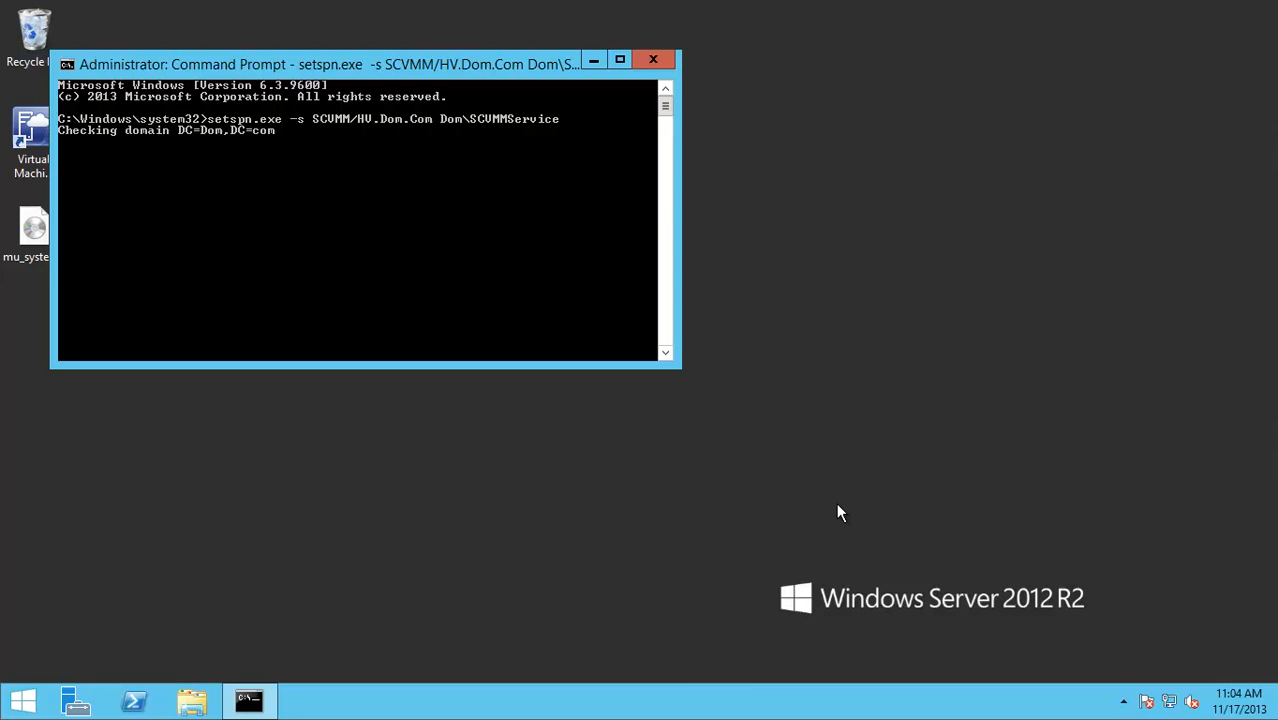 Recycle
Administrator: Command Prompt - setspn.exe -s SCVMM/HV.Dom.Com Dom\S...
Microsoft Windows [Version 6.3.9600]
(c) 2013 Microsoft Corporation. All rights reserved.
C:\Windows\system32>setspn.exe -s SCVMM/HV.Dom.Com Dom\SCVMMService
Checking domain DC=Dom,DC=com
Virtual
Machi.
mu_syste
Windows Server 2012 R2
11:04 AM
11/17/2013